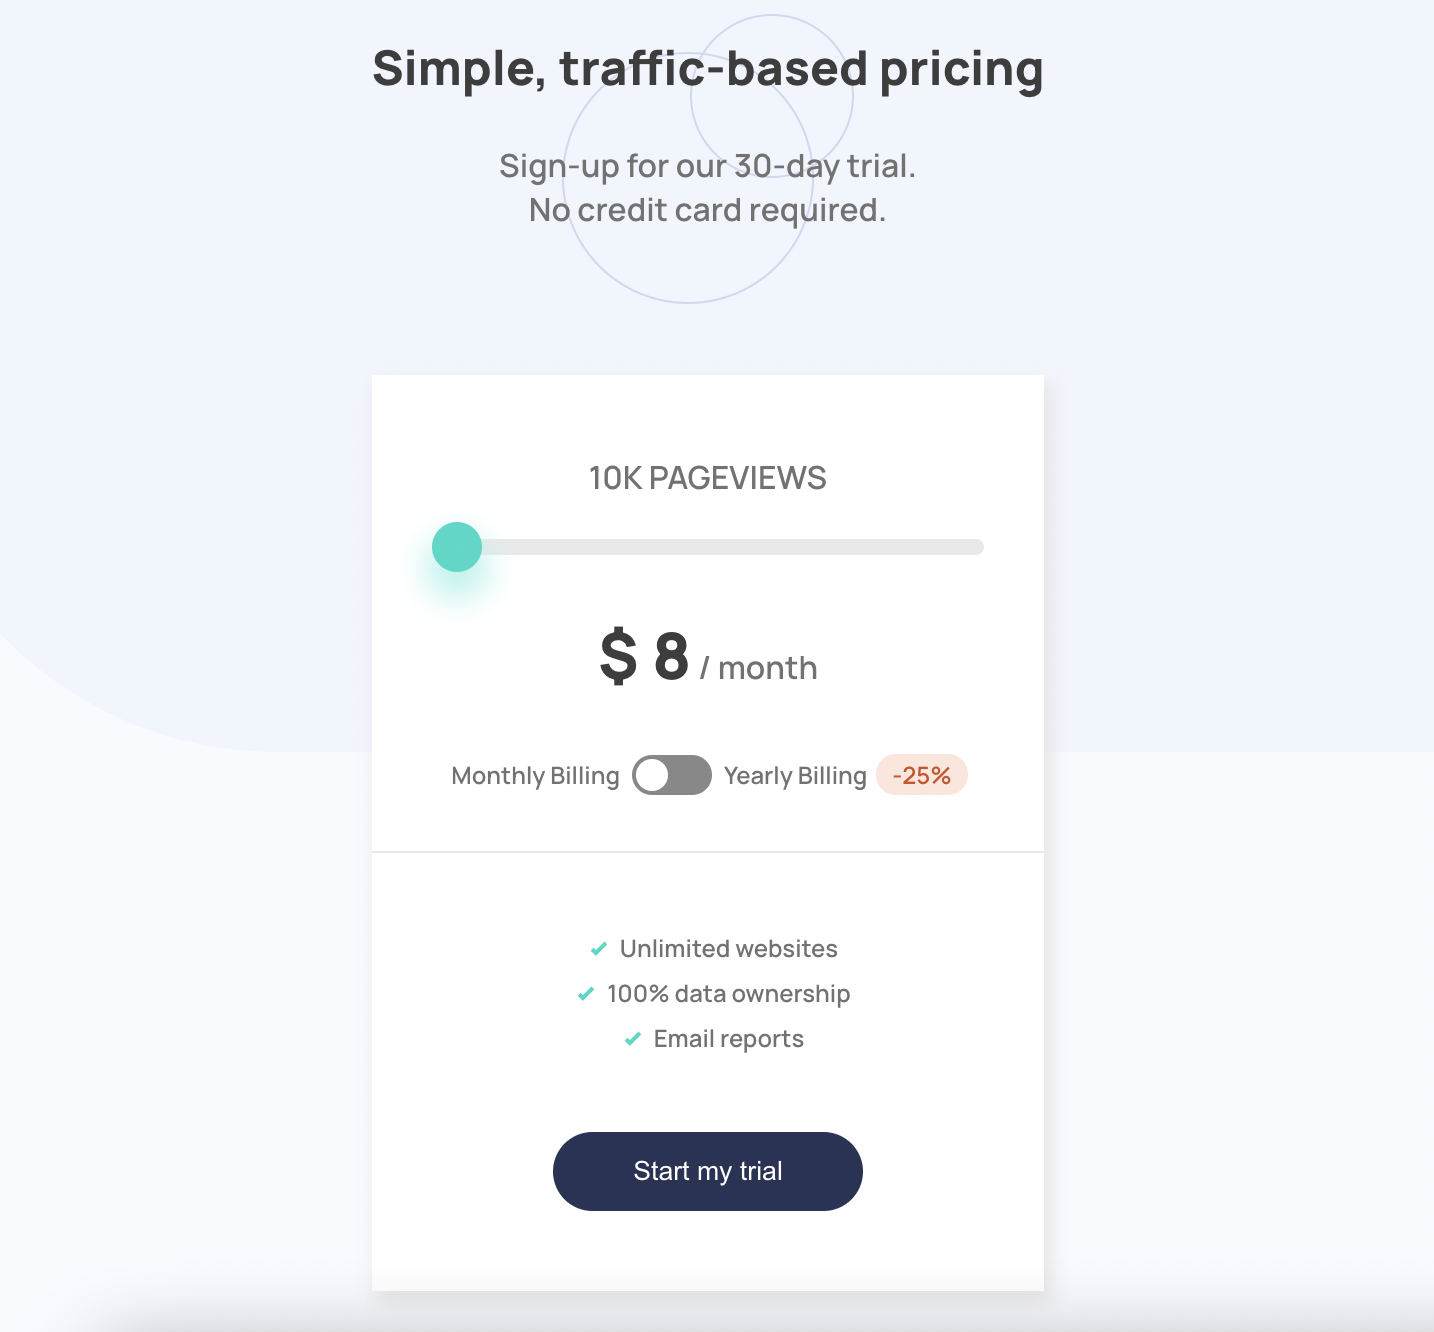 Simple, traffic-based pricing
Sign-up for our 30-day trial.
No credit card required.
10K PAGEVIEWS
$ 8 / month
Monthly Billing Yearly Billing -25%
Unlimited websites
100% data ownership
Email reports
Start my trial